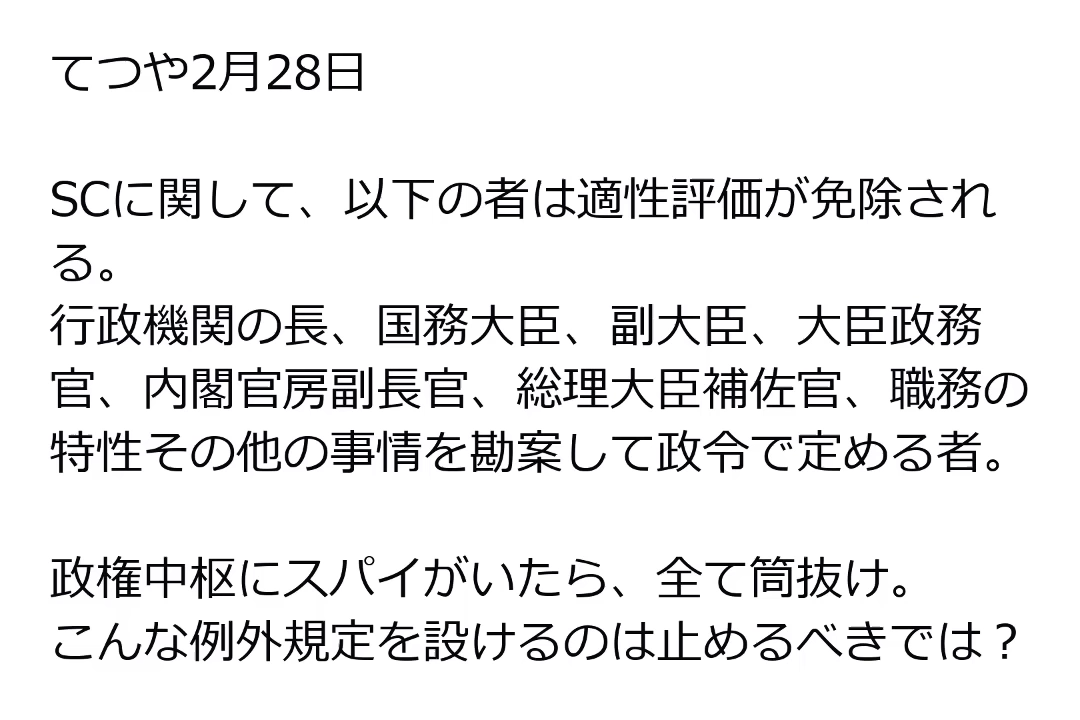 てつや2月28日
SCに関して、以下の者は適性評価が免除され
る。
行政機関の長、国務大臣、副大臣、大臣政務
官、内閣官房副長官、総理大臣補佐官、職務の
特性その他の事情を勘案して政令で定める者。
政権中枢にスパイがいたら、全て筒抜け。
こんな例外規定を設けるのは止めるべきでは？